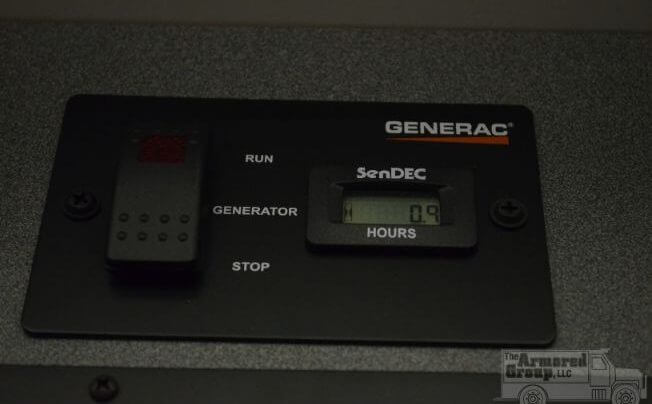 GENERAC®
RUN
SenDEC
GENERATOR
0.9
HOURS
STOP
The Armored
Group, LLC